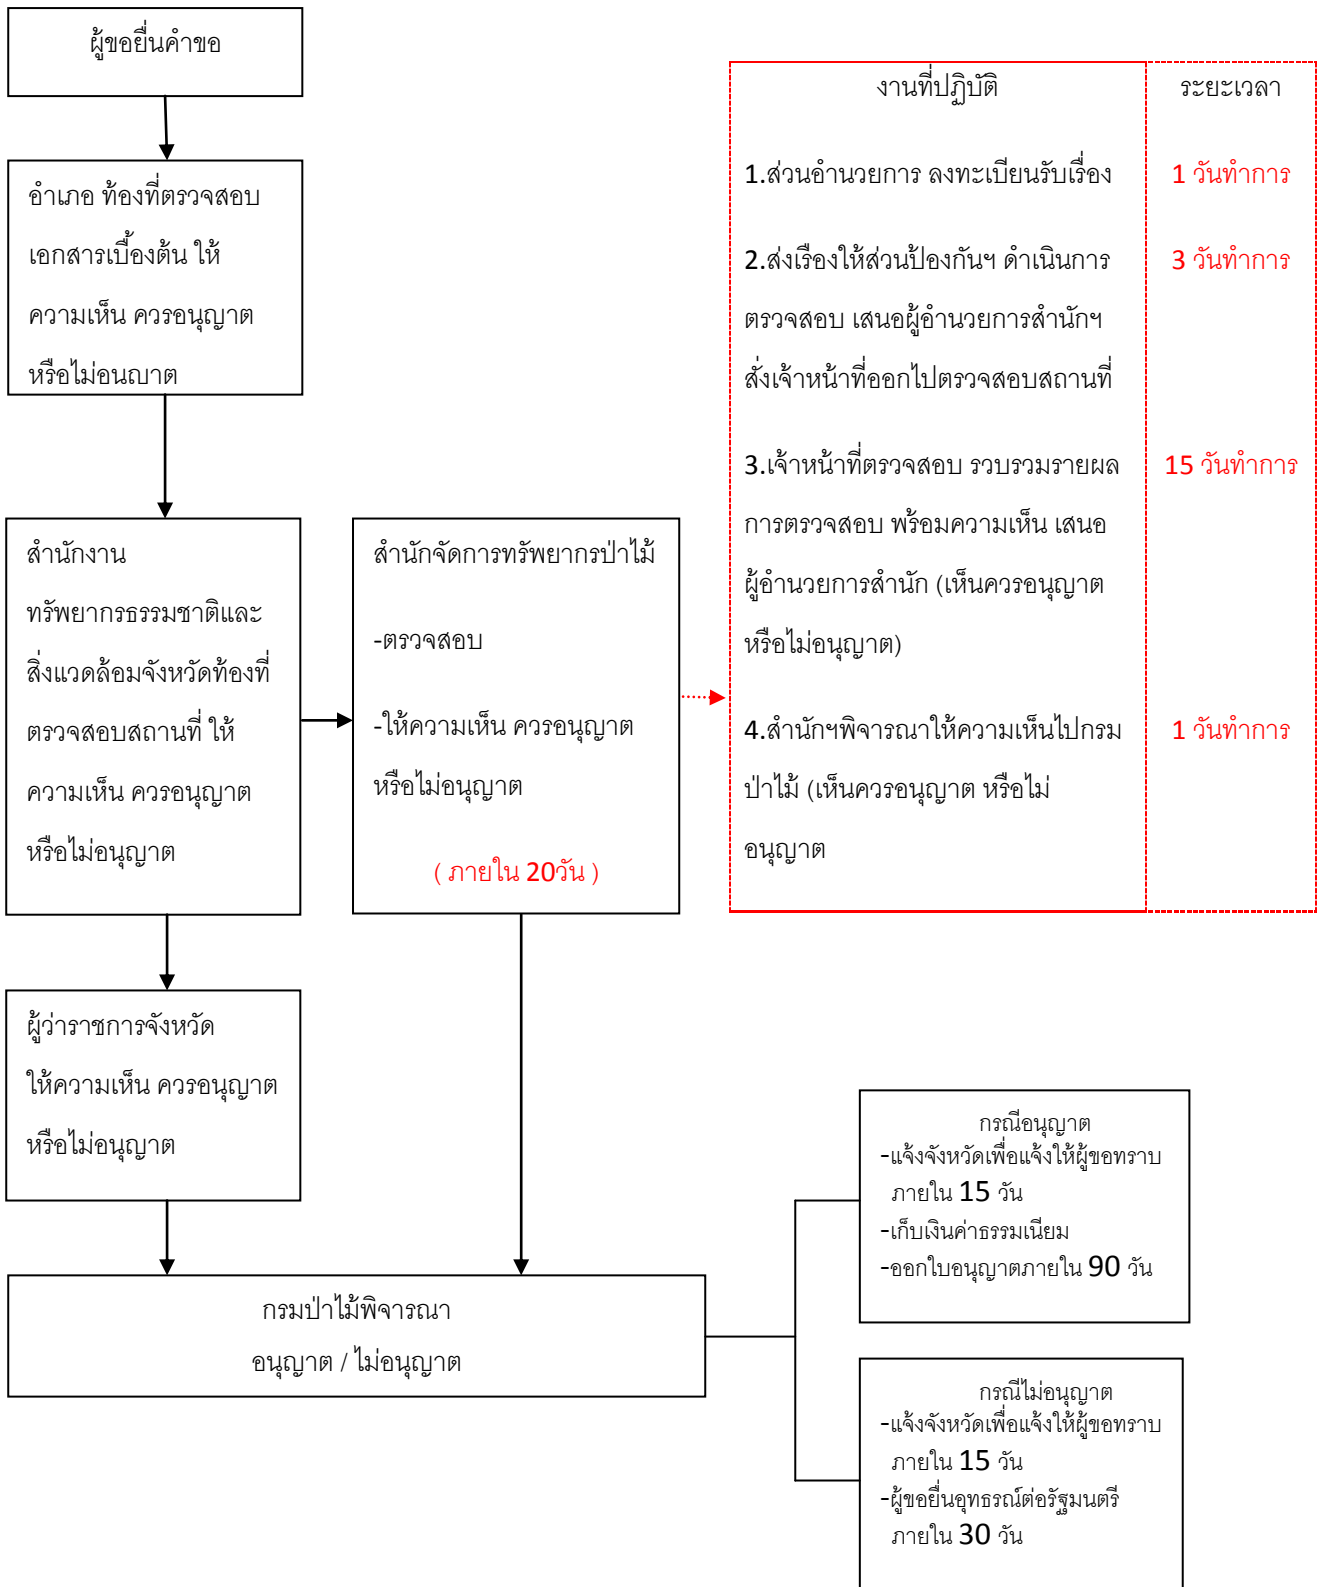 ผู้ขอยื่นคำขอ
อำเภอ ท้องที่ตรวจสอบ
เอกสารเบื้องต้น ให้
ความเห็น ควรอนุญาต
หรือไม่อนญาต
สำนักงาน
ทรัพยากรธรรมชาติและ
สิ่งแวดล้อมจังหวัดท้องที่
ตรวจสอบสถานที่ ให้
ความเห็น ควรอนุญาต
หรือไม่อนุญาต
สำนักจัดการทรัพยากรป่าไม้
-ตรวจสอบ
-ให้ความเห็น ควรอนุญาต
หรือไม่อนุญาต
( ภายใน 20วัน )
งานที่ปฏิบัติ ระยะเวลา
1.ส่วนอำนวยการ ลงทะเบียนรับเรื่อง 1 วันทำการ
2.ส่งเรื่องให้ส่วนป้องกันฯ ดำเนินการ 3 วันทำการ
ตรวจสอบ เสนอผู้อำนวยการสำนักฯ
สั่งเจ้าหน้าที่ออกไปตรวจสอบสถานที่
3.เจ้าหน้าที่ตรวจสอบ รวบรวมรายผล 15 วันทำการ
การตรวจสอบ พร้อมความเห็น เสนอ
ผู้อำนวยการสำนัก (เห็นควรอนุญาต
หรือไม่อนุญาต)
4.สำนักฯพิจารณาให้ความเห็นไปกรม 1 วันทำการ
ป่าไม้ (เห็นควรอนุญาต หรือไม่
อนุญาต
ผู้ว่าราชการจังหวัด
ให้ความเห็น ควรอนุญาต
หรือไม่อนุญาต
กรมป่าไม้พิจารณา
อนุญาต / ไม่อนุญาต
กรณีอนุญาต
-แจ้งจังหวัดเพื่อแจ้งให้ผู้ขอทราบ
ภายใน 15 วัน
-เก็บเงินค่าธรรมเนียม
-ออกใบอนุญาตภายใน 90 วัน
กรณีไม่อนุญาต
-แจ้งจังหวัดเพื่อแจ้งให้ผู้ขอทราบ
ภายใน 15 วัน
-ผู้ขอยื่นอุทธรณ์ต่อรัฐมนตรี
ภายใน 30 วัน